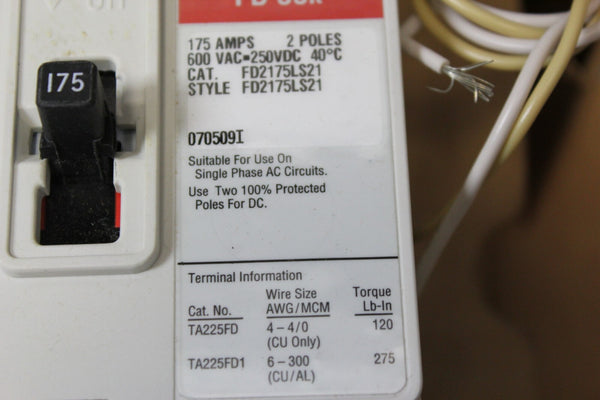 175
175 AMPS 2 POLES
600 VAC=250VDC 40°C
CAT. FD2175LS21
STYLE FD2175LS21
070509I
Suitable For Use On
Single Phase AC Circuits.
Use Two 100% Protected
Poles For DC.
Terminal Information
Cat. No. Wire Size AWG/MCM Torque Lb-In
TA225FD 4-4/0 (CU Only) 120
TA225FD1 6-300 (CU/AL) 275